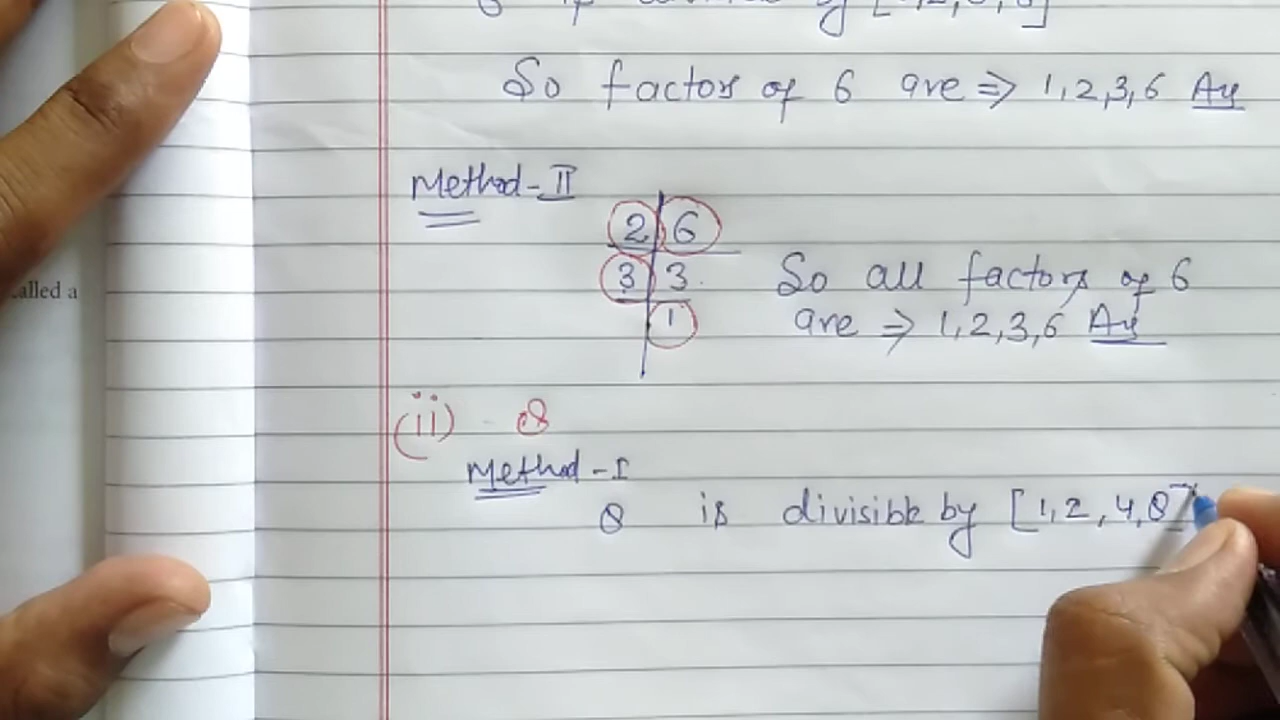 So factors of 6 are ⇒ 1,2,3,6 Ans
Method-II
2 6
3 3
1
So all factors of 6
are ⇒ 1,2,3,6 Ans
(ii) 8
Method-I
8 is divisible by [1,2,4,8]
alled a